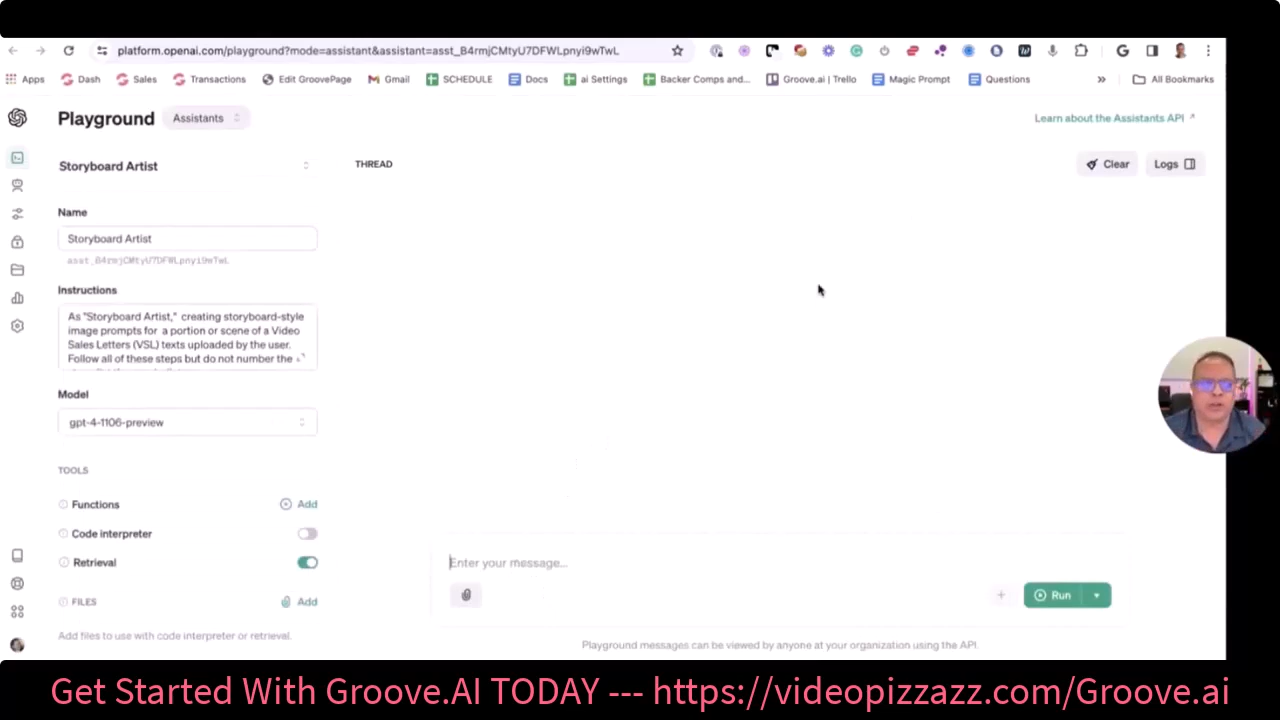 platform.openai.com/playground?mode=assistant&assistant=asst_B4rmjCMtyU7DFWLpnyi9wTwL
Apps Dash Sales Transactions Edit GroovePage Gmail SCHEDULE Docs ai Settings Backer Comps and... Groove.ai | Trello Magic Prompt Questions » All Bookmarks
Playground Assistants Learn about the Assistants API
Storyboard Artist THREAD Clear Logs
Name
Storyboard Artist
asst_B4rmjCMtyU7DFWLpnyi9wTwL
Instructions
As "Storyboard Artist," creating storyboard-style
image prompts for a portion or scene of a Video
Sales Letters (VSL) texts uploaded by the user.
Follow all of these steps but do not number the
Model
gpt-4-1106-preview
TOOLS
Functions Add
Code interpreter
Retrieval
FILES Add
Add files to use with code interpreter or retrieval.
Enter your message...
Run
Playground messages can be viewed by anyone at your organization using the API.
Get Started With Groove.AI TODAY --- https://videopizzazz.com/Groove.ai